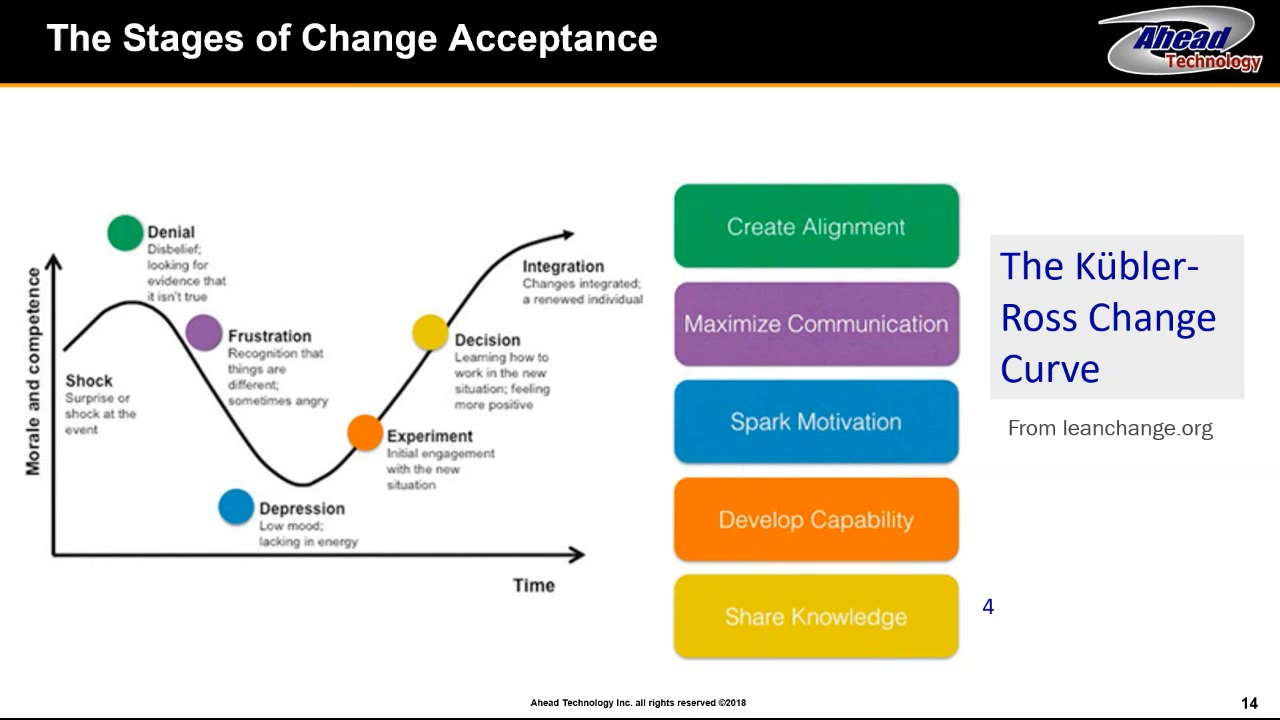 The Stages of Change Acceptance
Ahead
Technology
Morale and competence
Shock
Surprise or
shock at the
event
Denial
Disbelief;
looking for
evidence that
it isn't true
Frustration
Recognition that
things are
different;
sometimes angry
Depression
Low mood;
lacking in energy
Experiment
Initial engagement
with the new
situation
Decision
Learning how to
work in the new
situation; feeling
more positive
Integration
Changes integrated;
a renewed individual
Time
Create Alignment
Maximize Communication
Spark Motivation
Develop Capability
Share Knowledge
The Kübler-
Ross Change
Curve
From leanchange.org
4
Ahead Technology Inc. all rights reserved ©2018
14